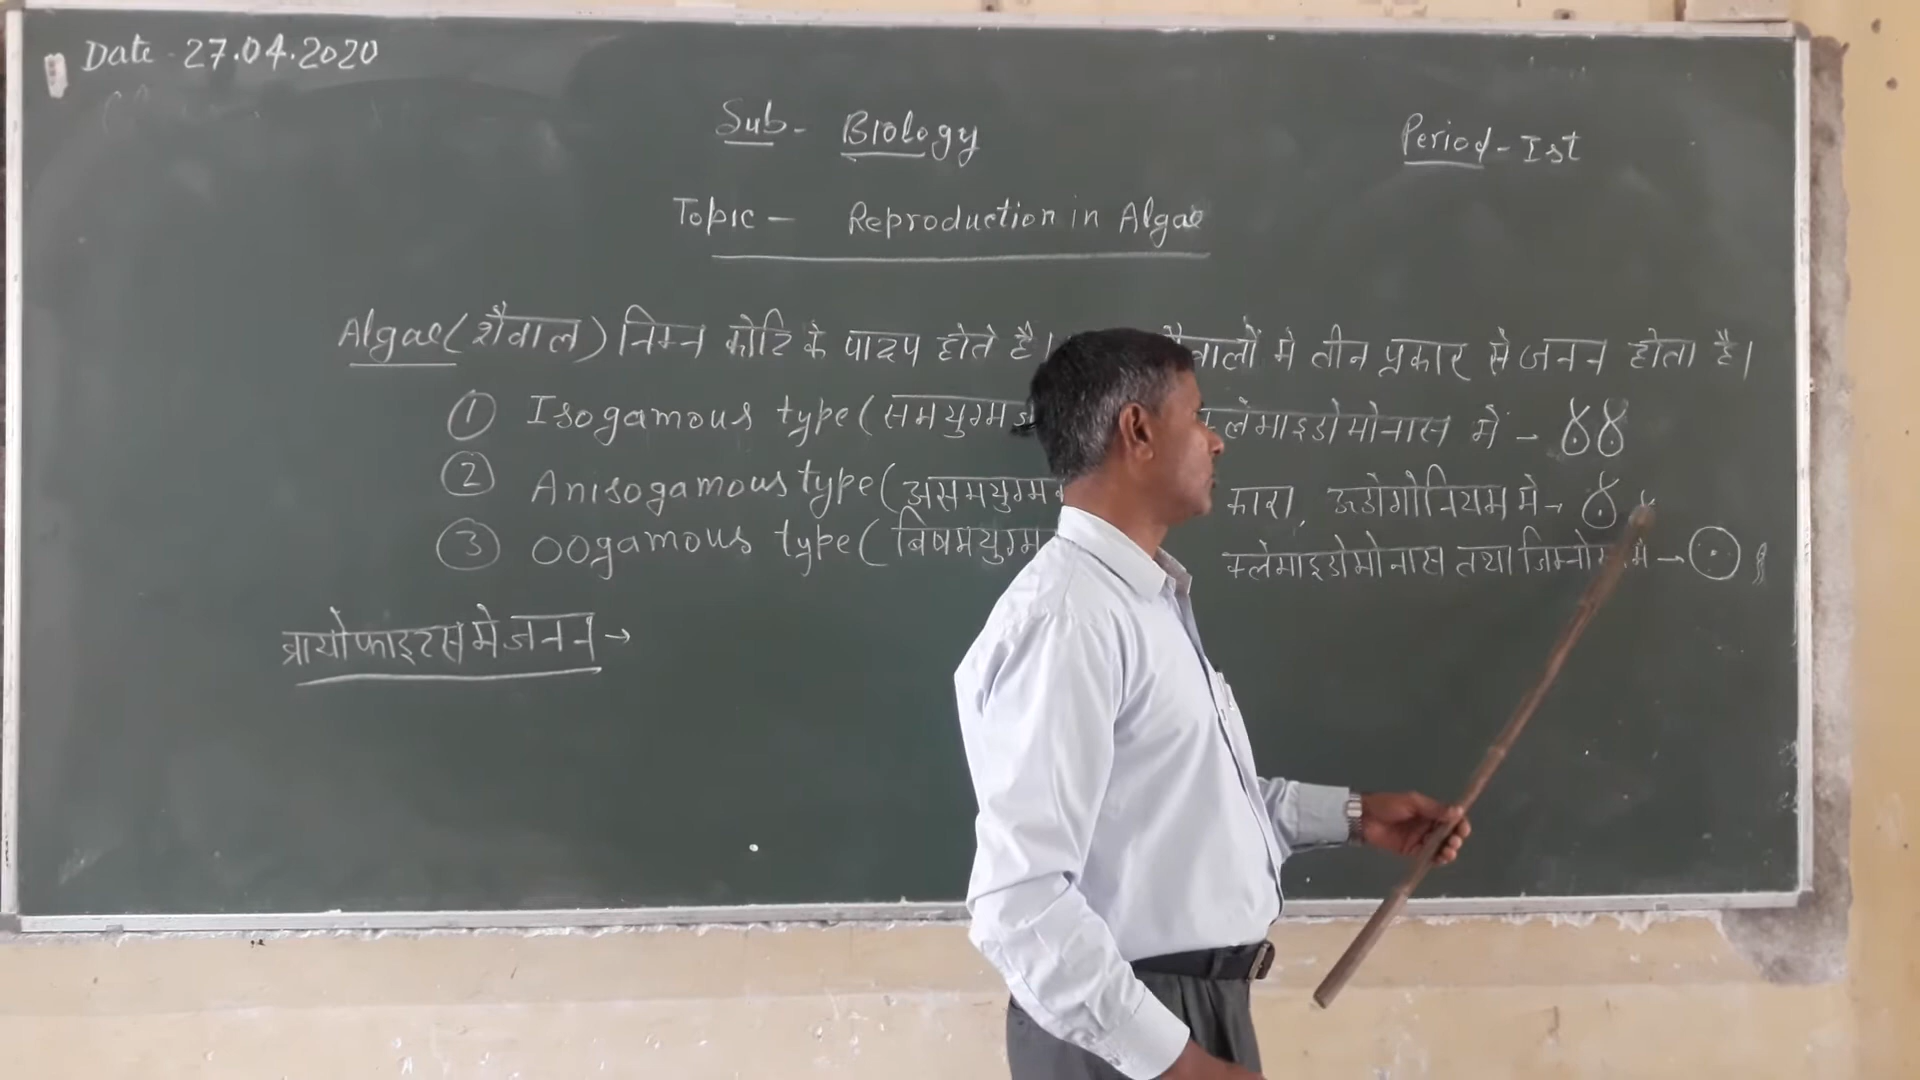 Date - 27.04.2020
Sub - Biology
Period - Ist
Topic - Reproduction in Algae
Algae (शैवाल) निम्न कोटि के पादप होते है। में तीन प्रकार से जनन होता है।
① Isogamous type (समयुग्म क्लेमाइडोमोनास में -
② Anisogamous type (असमयुग्म ऊडोगोनियम मे →
③ oogamous type (बिषमयुग्म क्लेमाइडोमोनास तथा →
ब्रायोफाइटस मे जनन →